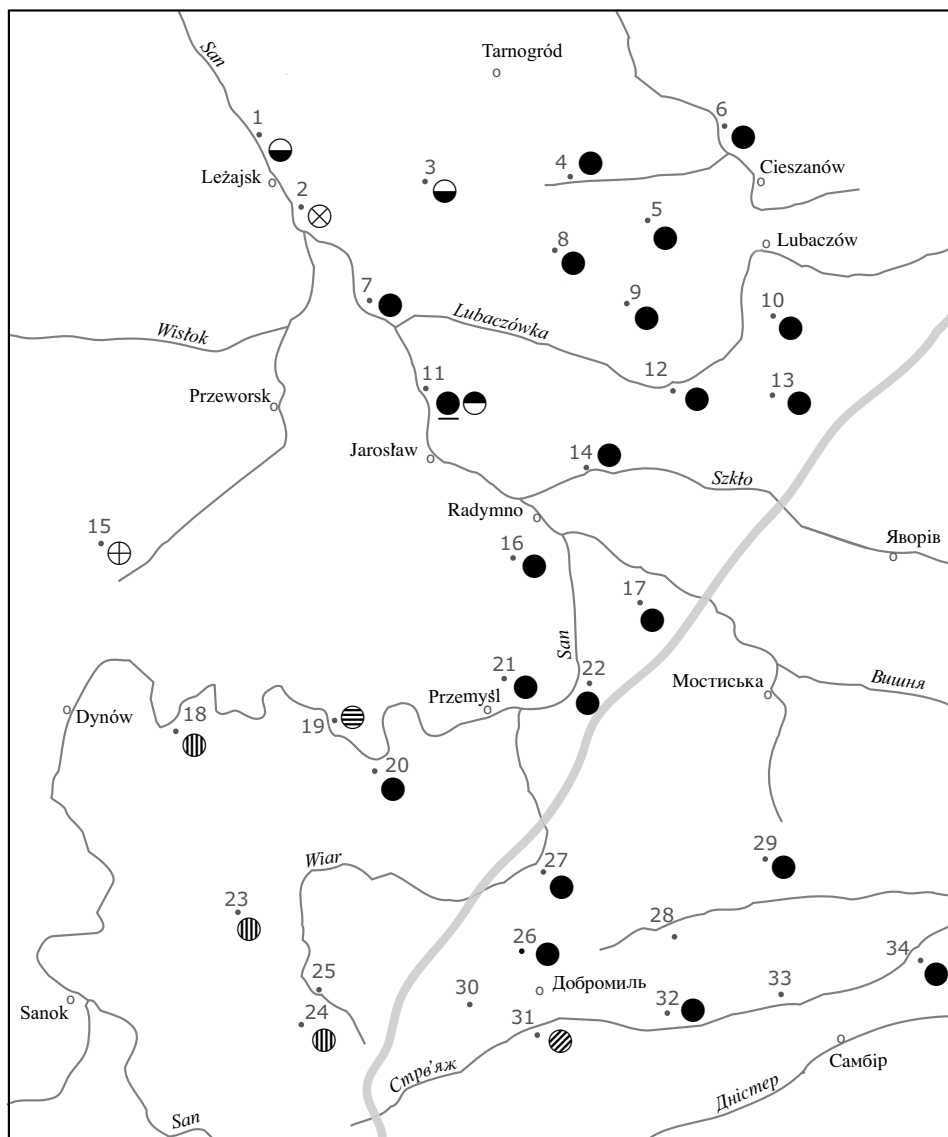 San
Tarnogród
1
6
3
4
Cieszanów
Leżajsk
2
5
Lubaczów
8
7
9
10
Lubaczówka
Wisłok
11
12
13
Przeworsk
Jarosław
14
Szkło
Radymno
15
Яворів
16
17
San
21
22
Мостиська
Вишня
Przemyśl
Dynów
18
19
20
29
Wiar
27
23
28
26
34
25
33
Добромиль
30
Sanok
32
24
31
Самбір
Стрв'яж
Дністер
San